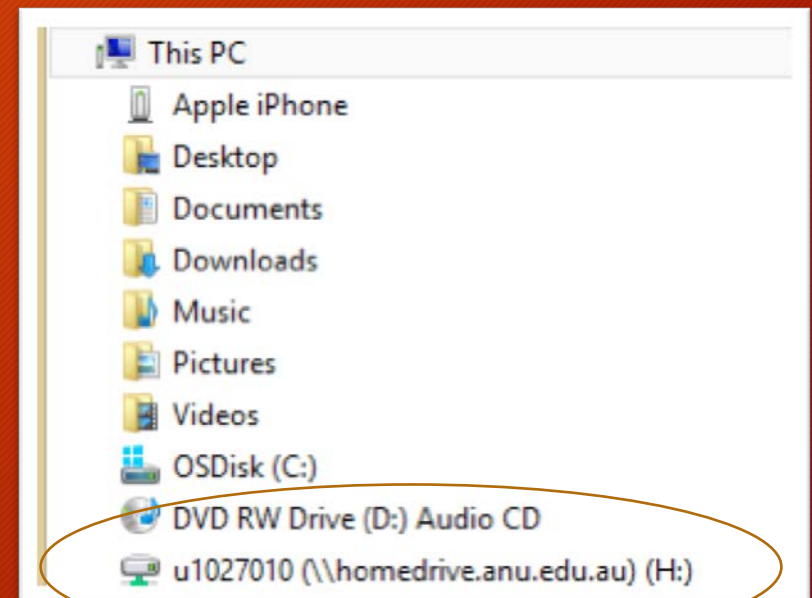 This PC
Apple iPhone
Desktop
Documents
Downloads
Music
Pictures
Videos
OSDisk (C:)
DVD RW Drive (D:) Audio CD
u1027010 (\\homedrive.anu.edu.au) (H:)